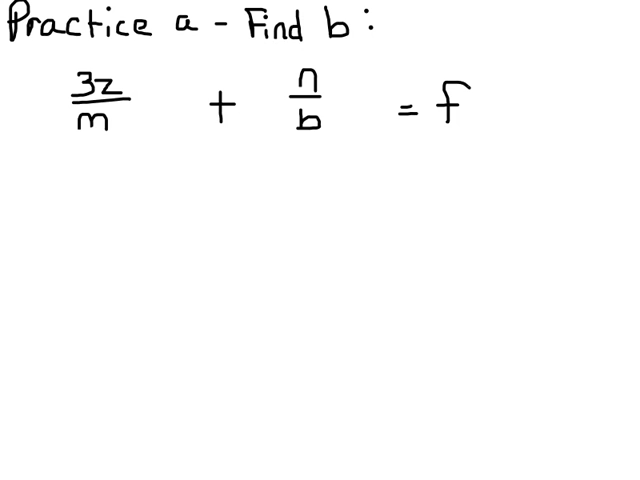 Practice a - Find b:
3z/m + n/b = f